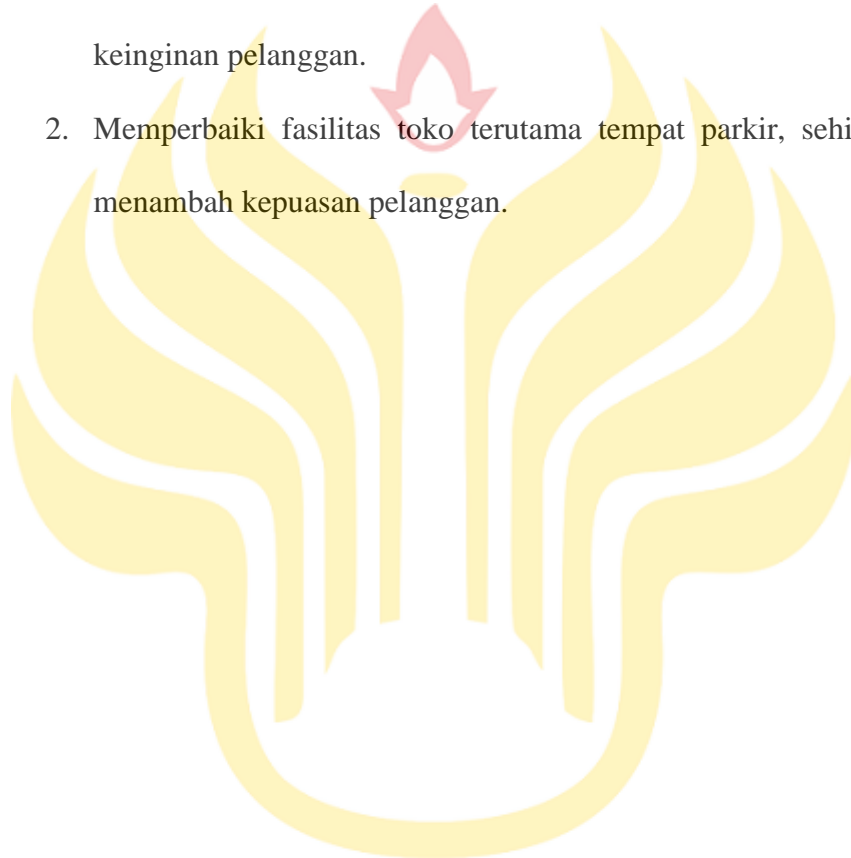 keinginan pelanggan.
2. Memperbaiki fasilitas toko terutama tempat parkir, sehi
menambah kepuasan pelanggan.